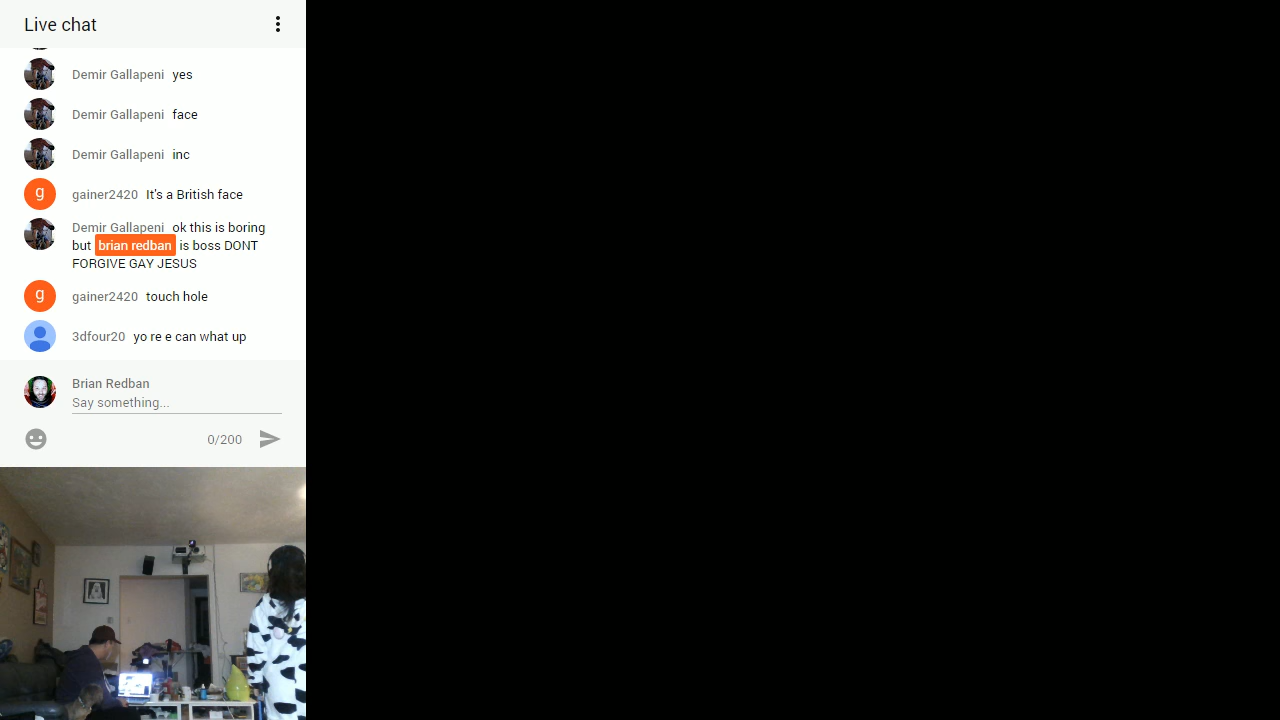 Live chat
Demir Gallapeni yes
Demir Gallapeni face
Demir Gallapeni inc
g gainer2420 It's a British face
Demir Gallapeni ok this is boring
but brian redban is boss DONT
FORGIVE GAY JESUS
g gainer2420 touch hole
3dfour20 yo re e can what up
Brian Redban
Say something...
0/200